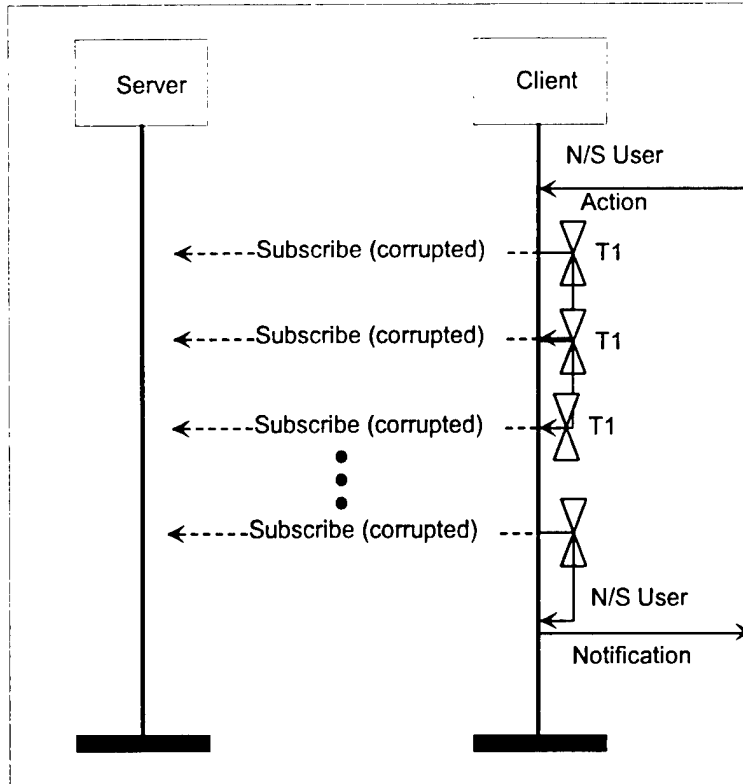 Server
Client
N/S User
Action
Subscribe (corrupted)
T1
Subscribe (corrupted)
T1
Subscribe (corrupted)
T1
Subscribe (corrupted)
N/S User
Notification